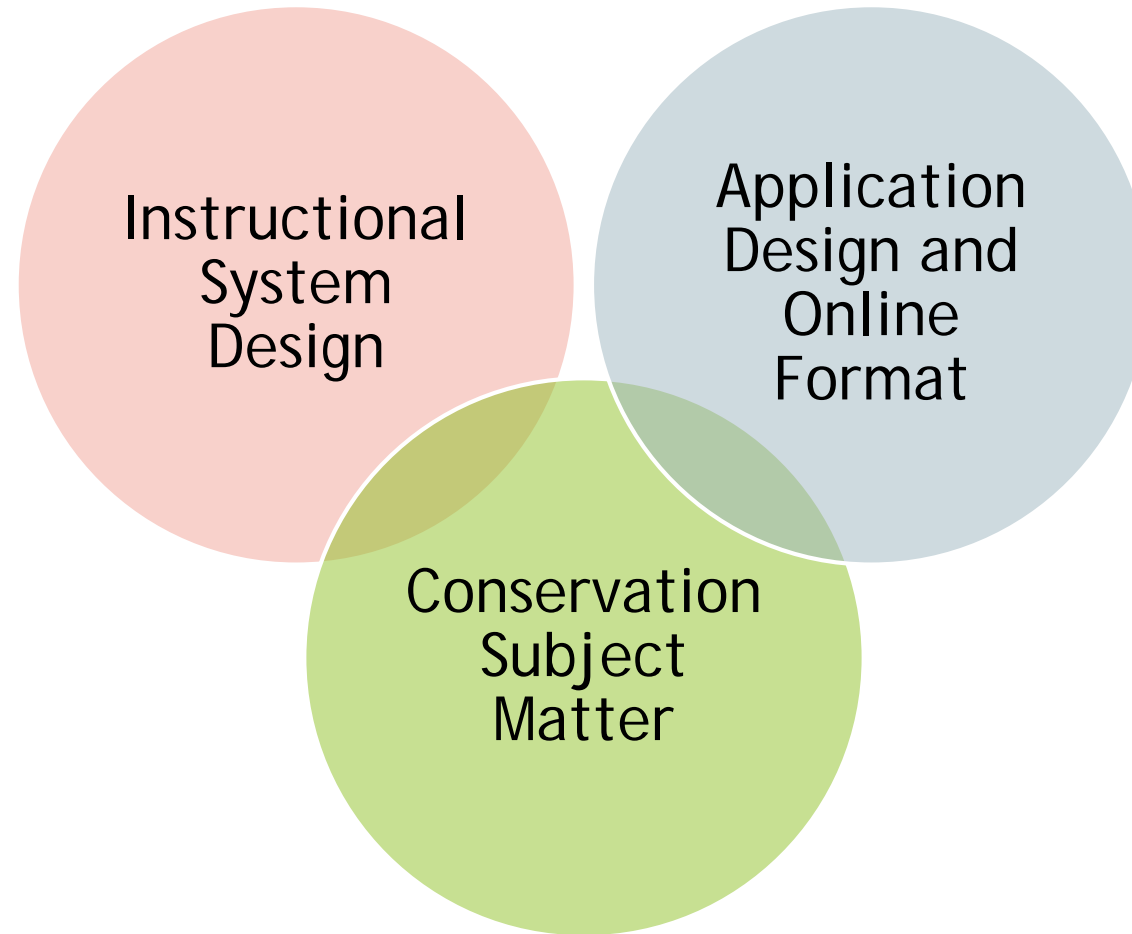 Instructional
System
Design
Application
Design and
Online
Format
Conservation
Subject
Matter